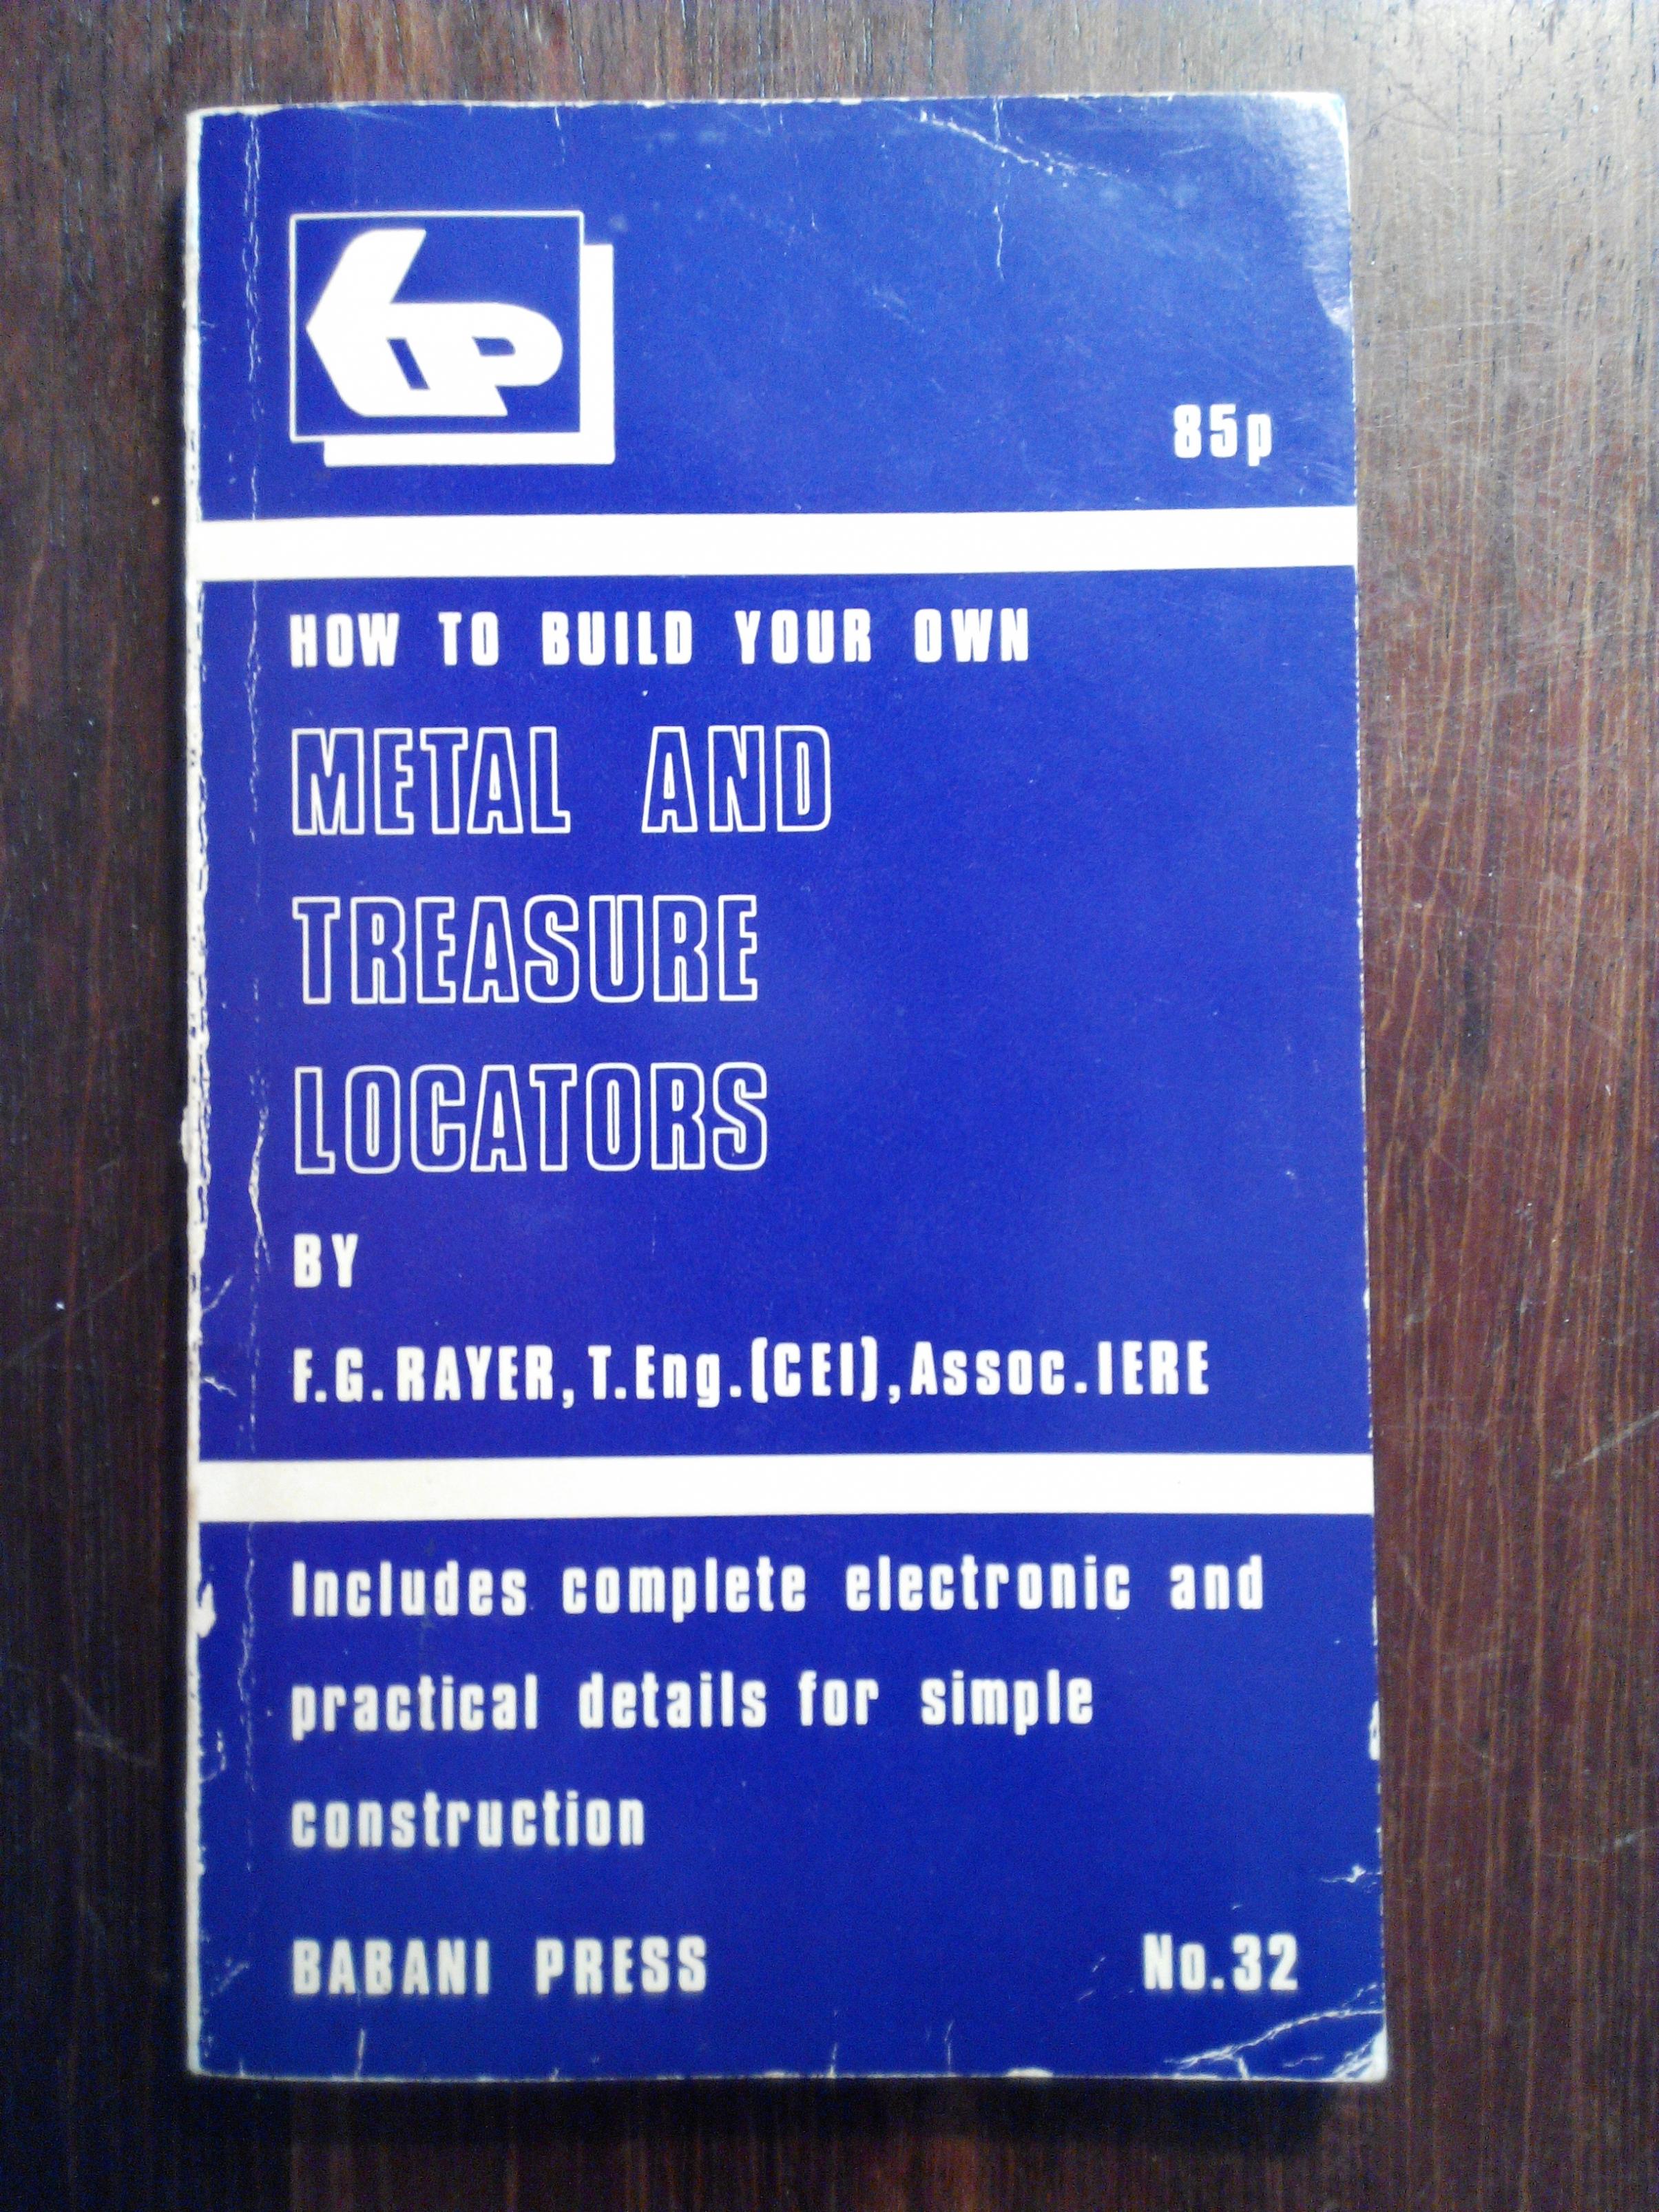 bp
85p
HOW TO BUILD YOUR OWN
METAL AND
TREASURE
LOCATORS
BY
F.G.RAYER, T.Eng.(CEI), Assoc.IERE
Includes complete electronic and
practical details for simple
construction
BABANI PRESS No.32